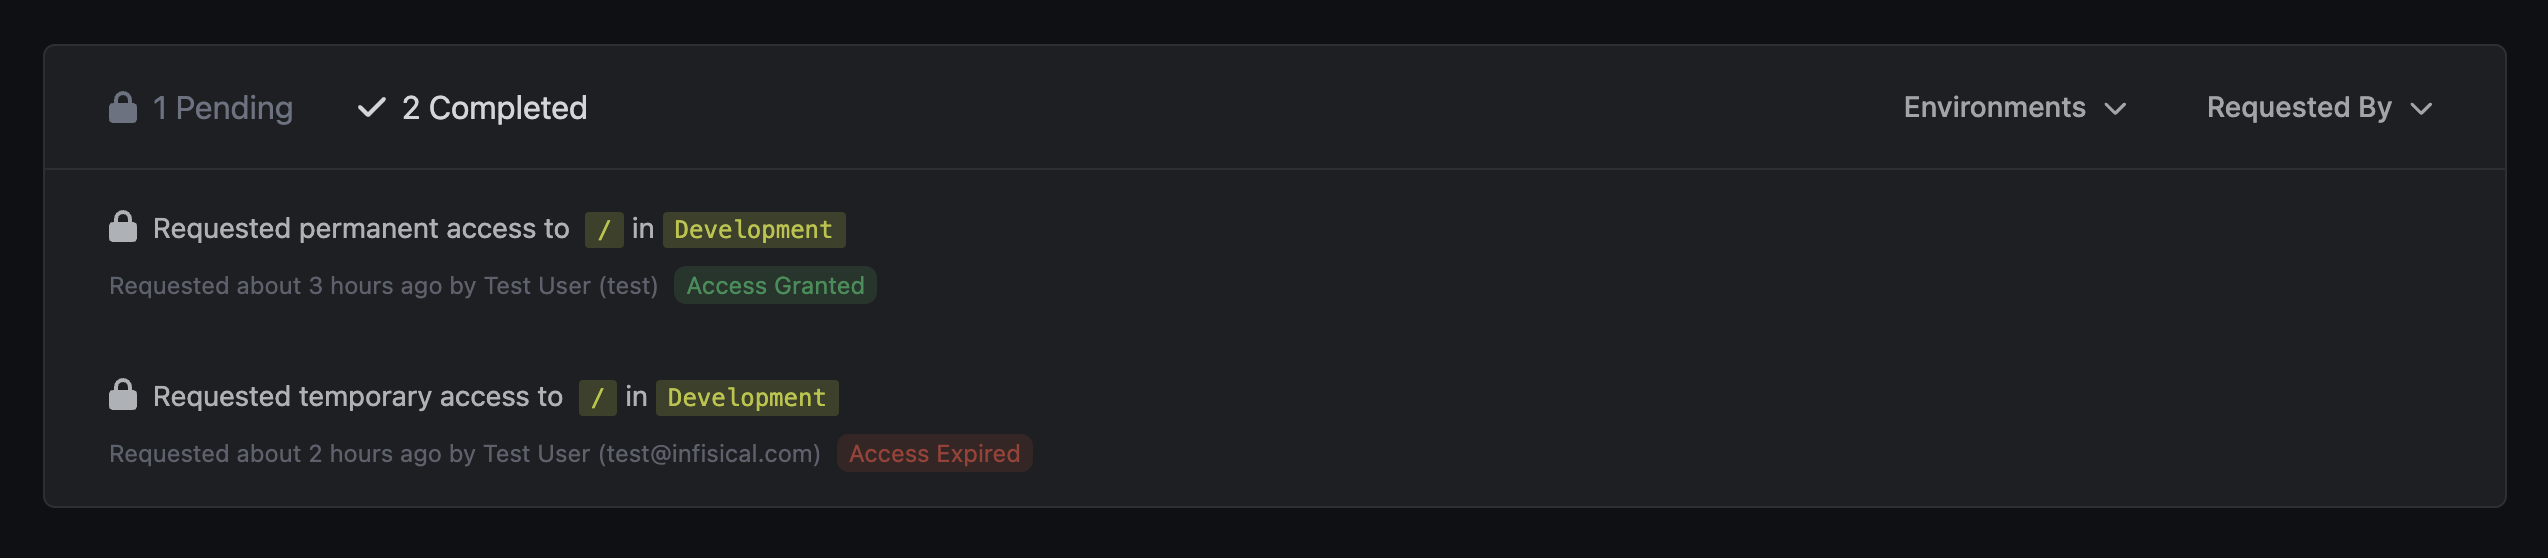 1 Pending 2 Completed Environments Requested By
Requested permanent access to / in Development
Requested about 3 hours ago by Test User (test) Access Granted
Requested temporary access to / in Development
Requested about 2 hours ago by Test User (test@infisical.com) Access Expired